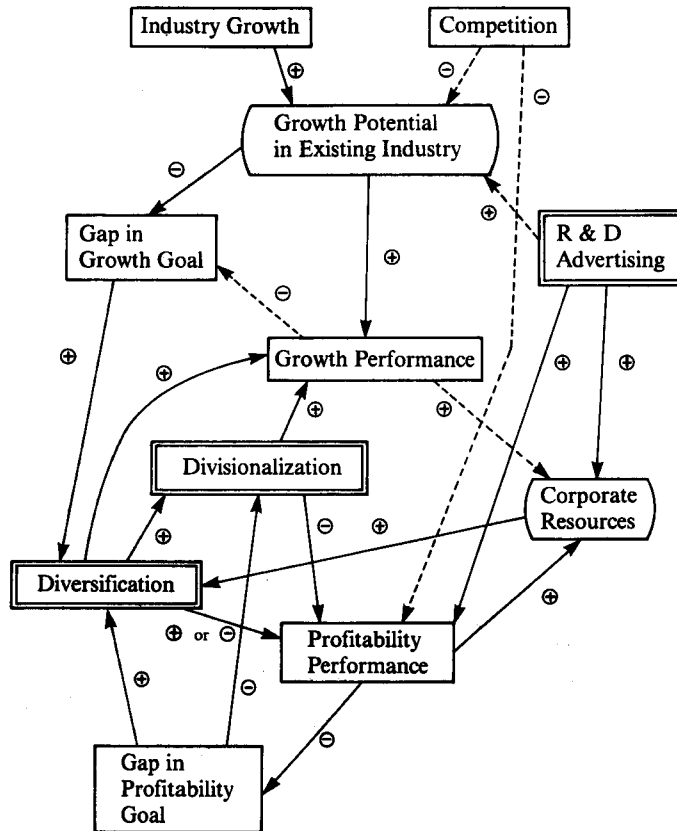 Industry Growth
Competition
⊕
⊖
⊖
Growth Potential
in Existing Industry
⊖
⊕
R & D
Advertising
Gap in
Growth Goal
⊕
⊖
⊕
⊕
Growth Performance
⊕
⊕
⊕
⊕
Divisionalization
Corporate
Resources
⊕
⊖
⊕
Diversification
⊕ or ⊖
Profitability
Performance
⊕
⊕
⊖
⊖
Gap in
Profitability
Goal